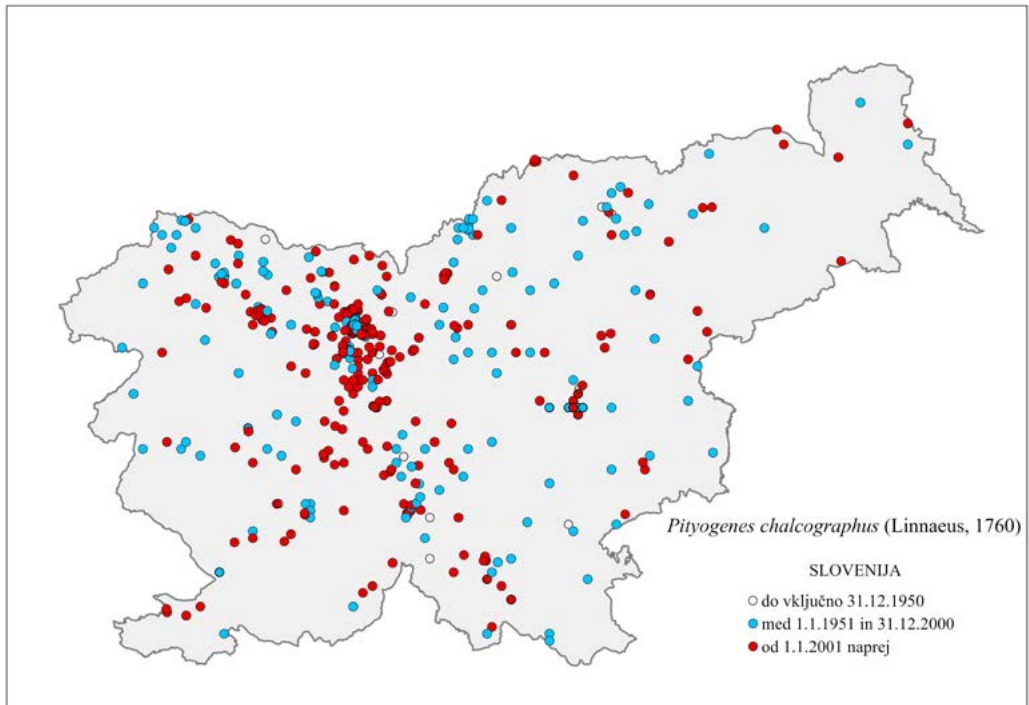 Pityogenes chalcographus (Linnaeus, 1760)
SLOVENIJA
do vključno 31.12.1950
med 1.1.1951 in 31.12.2000
od 1.1.2001 naprej